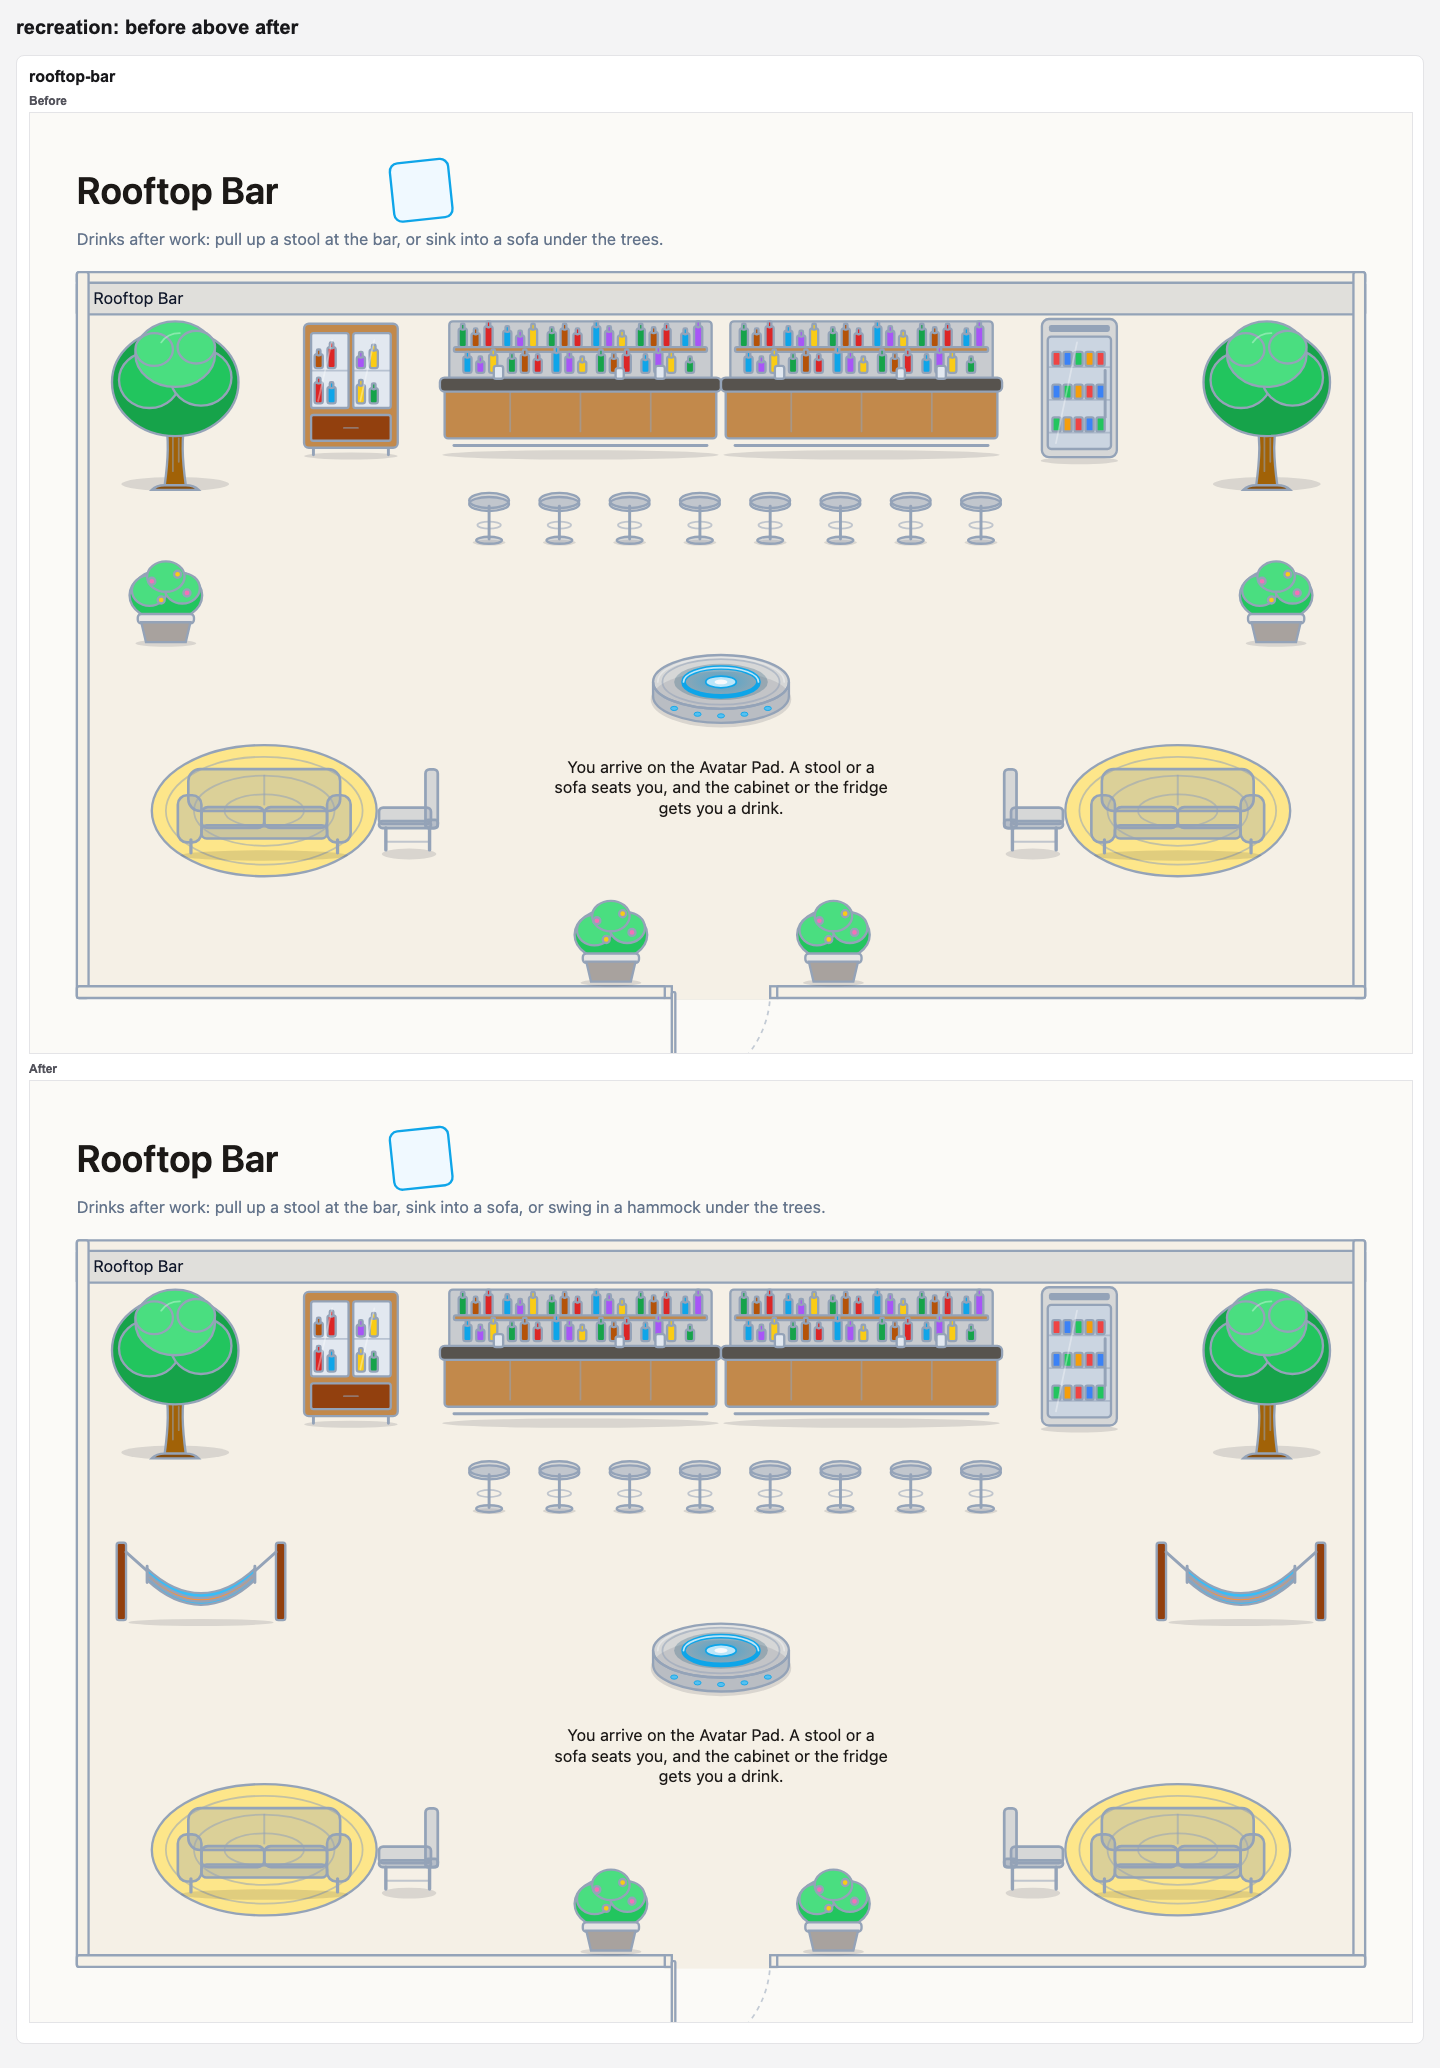 recreation: before above after
rooftop-bar
Before
Rooftop Bar
Drinks after work: pull up a stool at the bar, or sink into a sofa under the trees.
Rooftop Bar
You arrive on the Avatar Pad. A stool or a
sofa seats you, and the cabinet or the fridge
gets you a drink.
After
Rooftop Bar
Drinks after work: pull up a stool at the bar, sink into a sofa, or swing in a hammock under the trees.
Rooftop Bar
You arrive on the Avatar Pad. A stool or a
sofa seats you, and the cabinet or the fridge
gets you a drink.